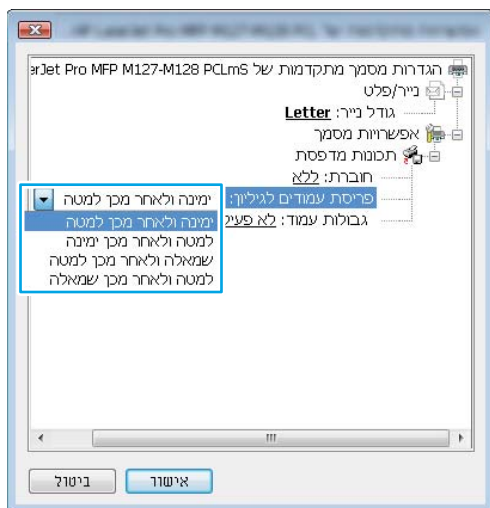 הגדרות מסמך מתקדמות של erJet Pro MFP M127-M128 PCLmS
נייר/פלט
גודל נייר: Letter
אפשרויות מסמך
תכונות מדפסת
חוברת: ללא
פריסת עמודים לגיליון: ימינה ולאחר מכן למטה
ימינה ולאחר מכן למטה
למטה ולאחר מכן ימינה
שמאלה ולאחר מכן למטה
למטה ולאחר מכן שמאלה
גבולות עמוד: לא פעיל
אישור
ביטול